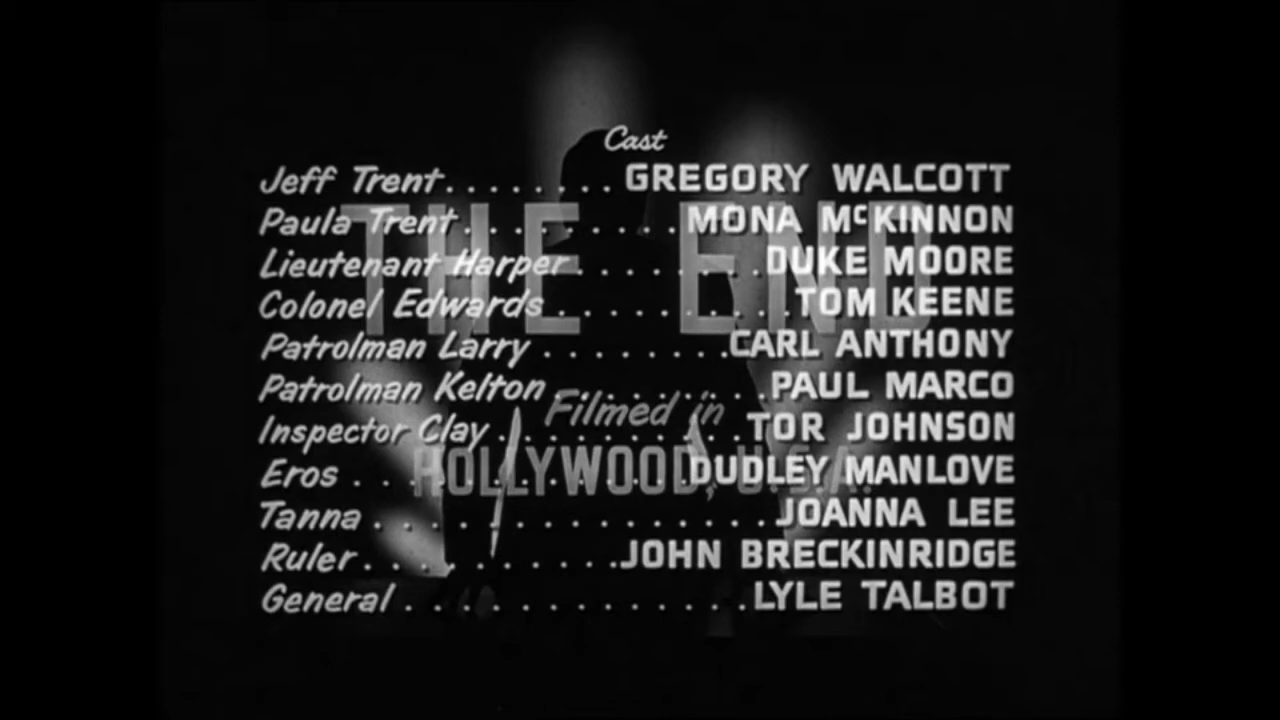 Cast
Jeff Trent........GREGORY WALCOTT
Paula Trent.........MONA McKINNON
THE END
Lieutenant Harper........DUKE MOORE
Colonel Edwards..........TOM KEENE
Patrolman Larry.........CARL ANTHONY
Patrolman Kelton.........PAUL MARCO
Filmed in
Inspector Clay..........TOR JOHNSON
HOLLYWOOD, U.S.A.
Eros..............DUDLEY MANLOVE
Tanna.................JOANNA LEE
Ruler...........JOHN BRECKINRIDGE
General...............LYLE TALBOT